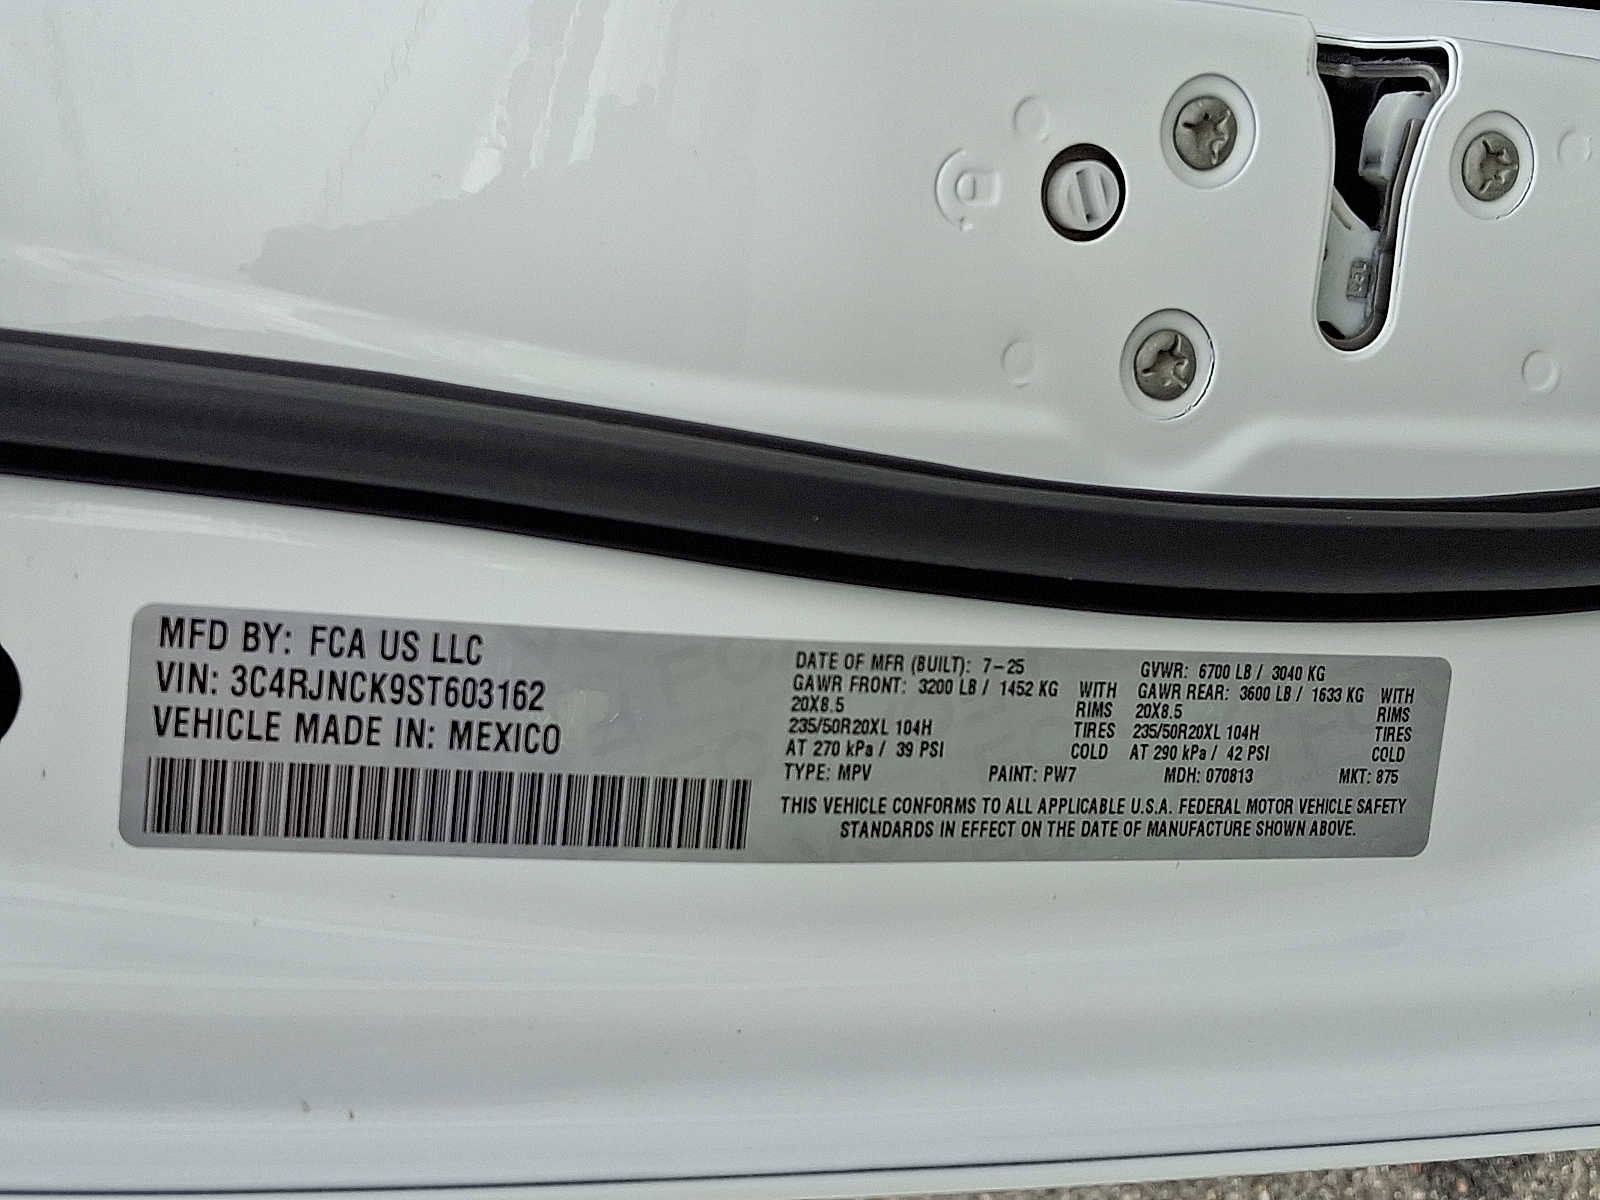 MFD BY: FCA US LLC
VIN: 3C4RJNCK9ST603162
VEHICLE MADE IN: MEXICO
DATE OF MFR (BUILT): 7-25 GVWR: 6700 LB / 3040 KG
GAWR FRONT: 3200 LB / 1452 KG WITH GAWR REAR: 3600 LB / 1633 KG WITH
20X8.5 RIMS 20X8.5 RIMS
235/50R20XL 104H TIRES 235/50R20XL 104H TIRES
AT 270 kPa / 39 PSI COLD AT 290 kPa / 42 PSI COLD
TYPE: MPV PAINT: PW7 MDH: 070813 MKT: 875
THIS VEHICLE CONFORMS TO ALL APPLICABLE U.S.A. FEDERAL MOTOR VEHICLE SAFETY
STANDARDS IN EFFECT ON THE DATE OF MANUFACTURE SHOWN ABOVE.